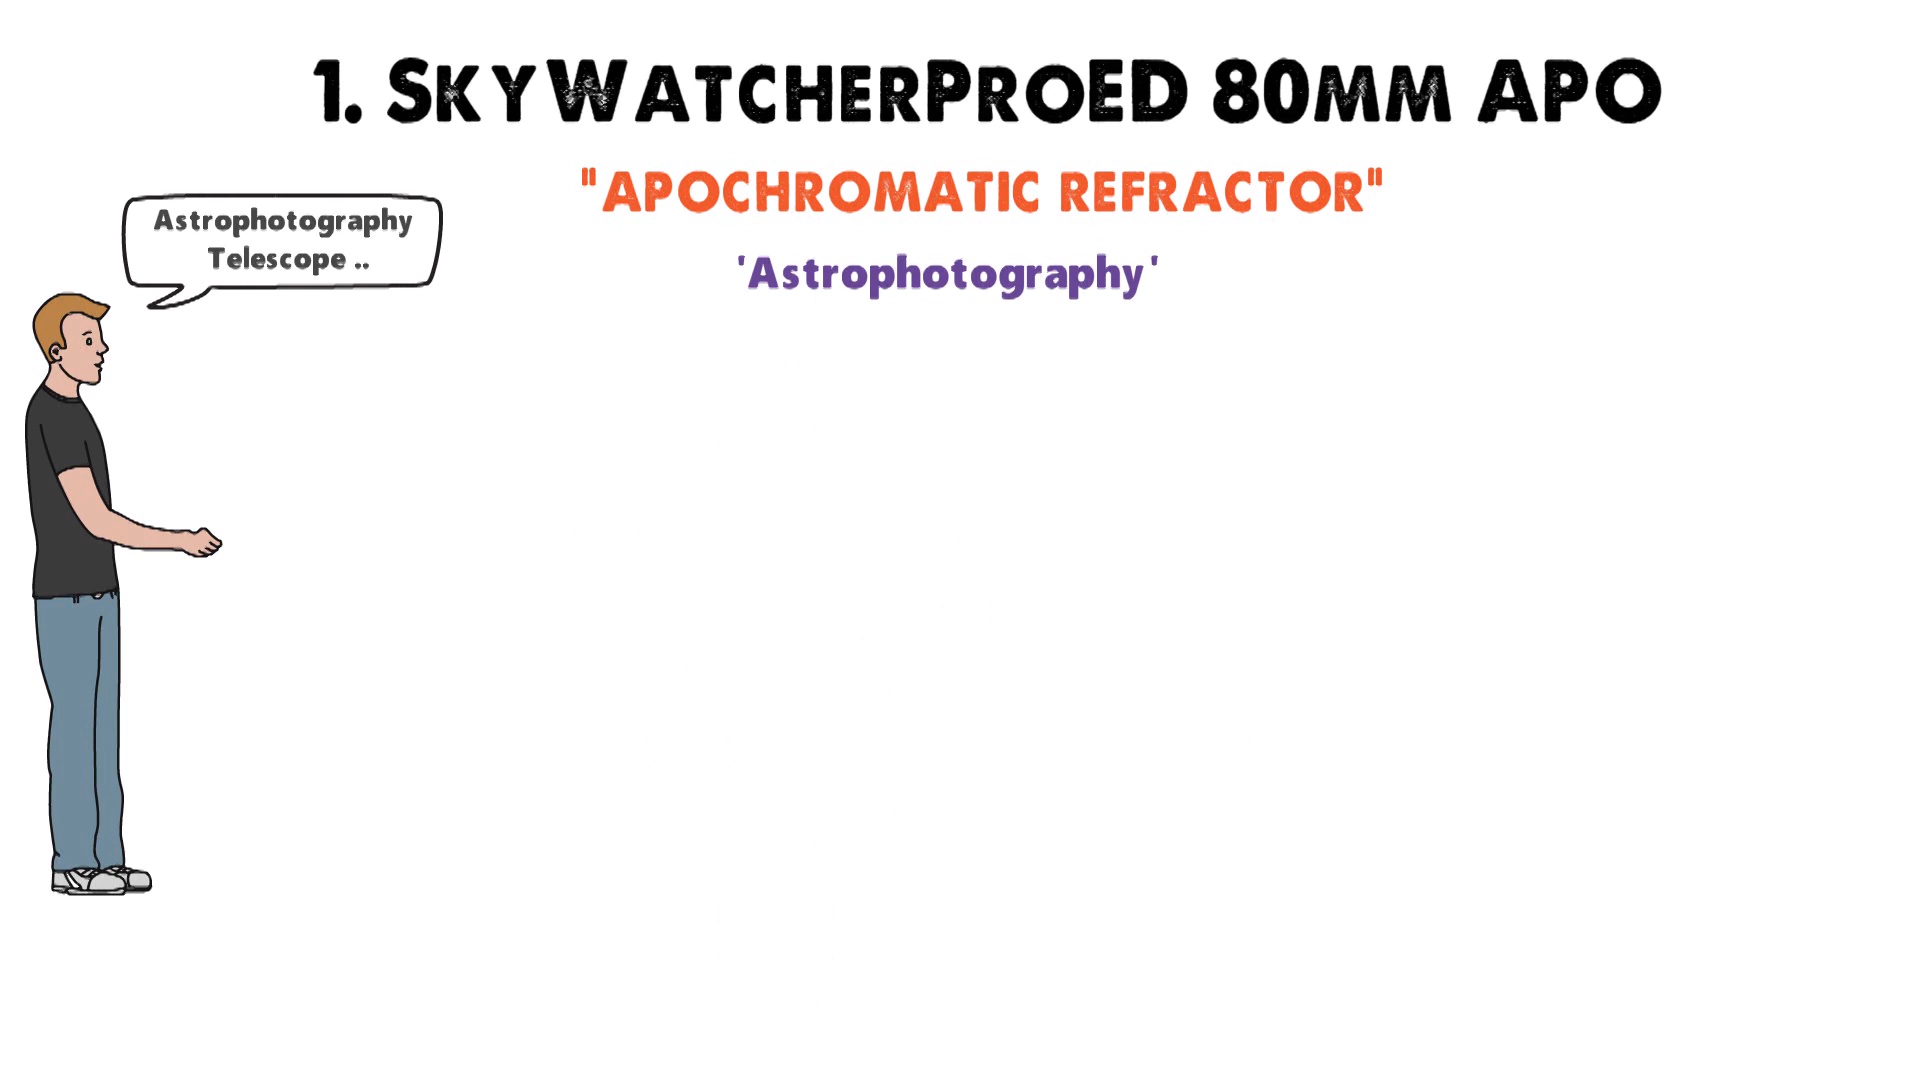 1. SkyWatcherProED 80mm APO
"APOCHROMATIC REFRACTOR"
'Astrophotography'
Astrophotography
Telescope ..